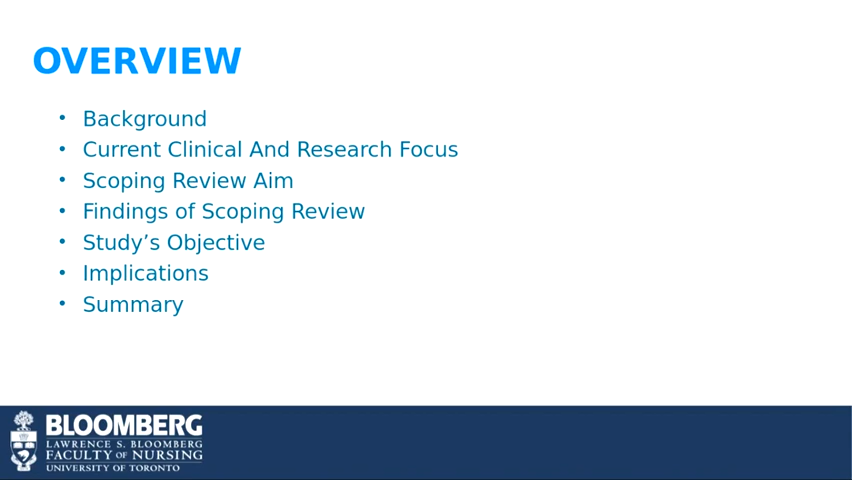 OVERVIEW
• Background
• Current Clinical And Research Focus
• Scoping Review Aim
• Findings of Scoping Review
• Study’s Objective
• Implications
• Summary
BLOOMBERG
LAWRENCE S. BLOOMBERG
FACULTY OF NURSING
UNIVERSITY OF TORONTO